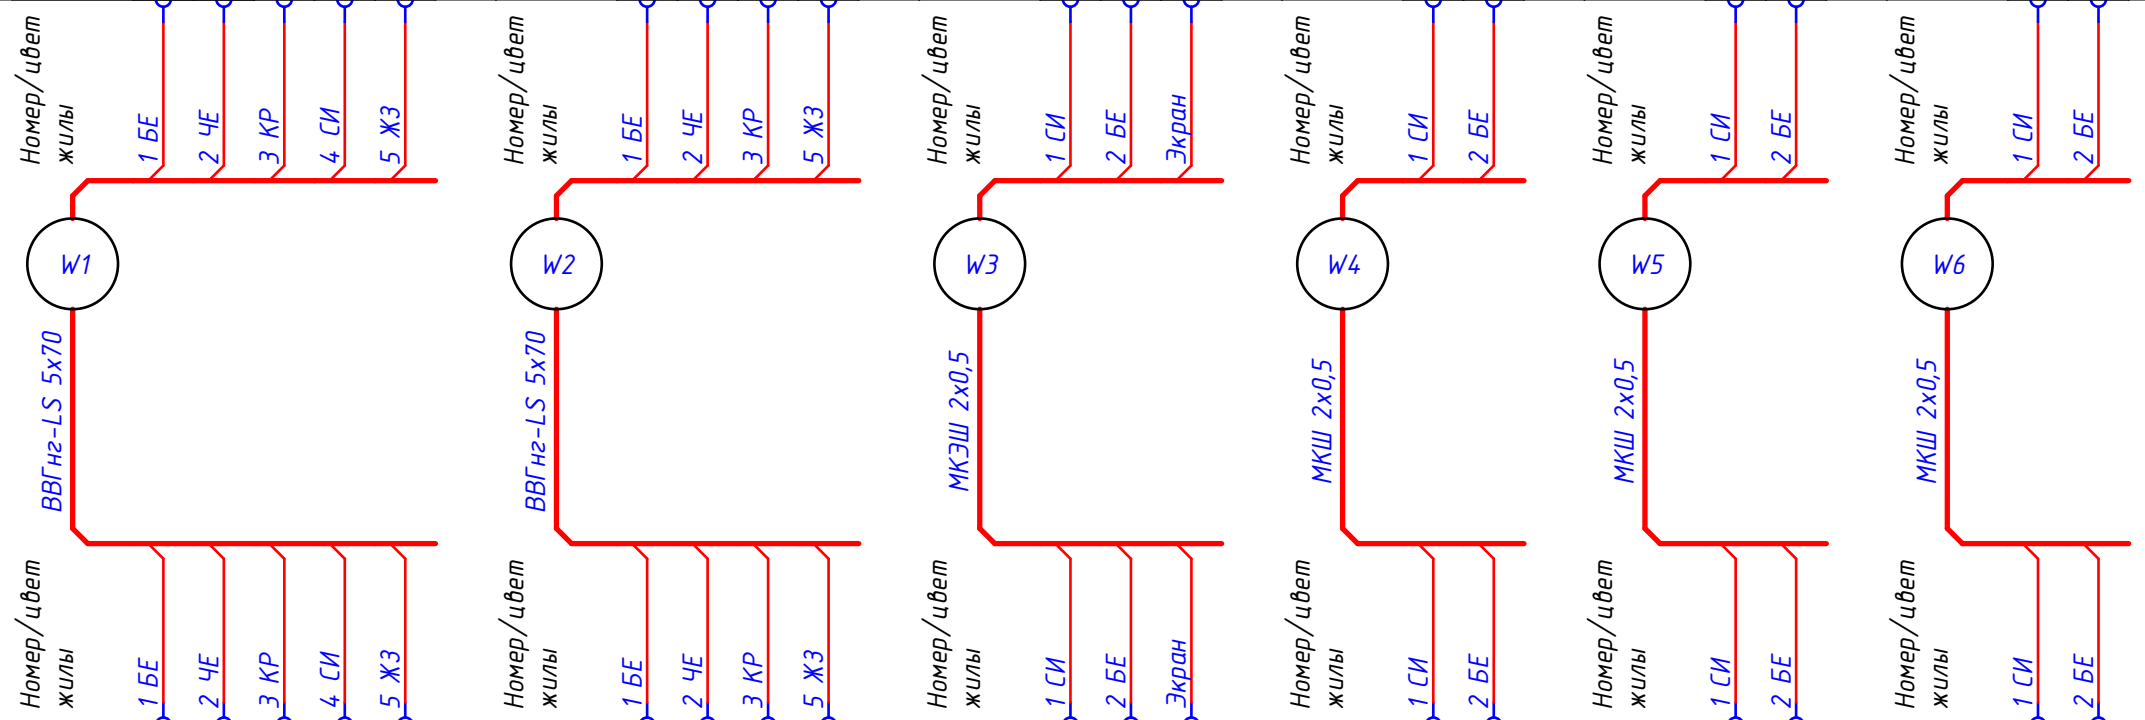 Номер/цвет
жилы
1 БЕ
2 ЧЕ
3 КР
4 СИ
5 ЖЗ
Номер/цвет
жилы
1 БЕ
2 ЧЕ
3 КР
5 ЖЗ
Номер/цвет
жилы
1 СИ
2 БЕ
Экран
Номер/цвет
жилы
1 СИ
2 БЕ
Номер/цвет
жилы
1 СИ
2 БЕ
Номер/цвет
жилы
1 СИ
2 БЕ
W1
W2
W3
W4
W5
W6
ВВГнг-LS 5x70
ВВГнг-LS 5x70
МКЭШ 2x0,5
МКШ 2x0,5
МКШ 2x0,5
МКШ 2x0,5
Номер/цвет
жилы
1 БЕ
2 ЧЕ
3 КР
4 СИ
5 ЖЗ
Номер/цвет
жилы
1 БЕ
2 ЧЕ
3 КР
5 ЖЗ
Номер/цвет
жилы
1 СИ
2 БЕ
Экран
Номер/цвет
жилы
1 СИ
2 БЕ
Номер/цвет
жилы
1 СИ
2 БЕ
Номер/цвет
жилы
1 СИ
2 БЕ